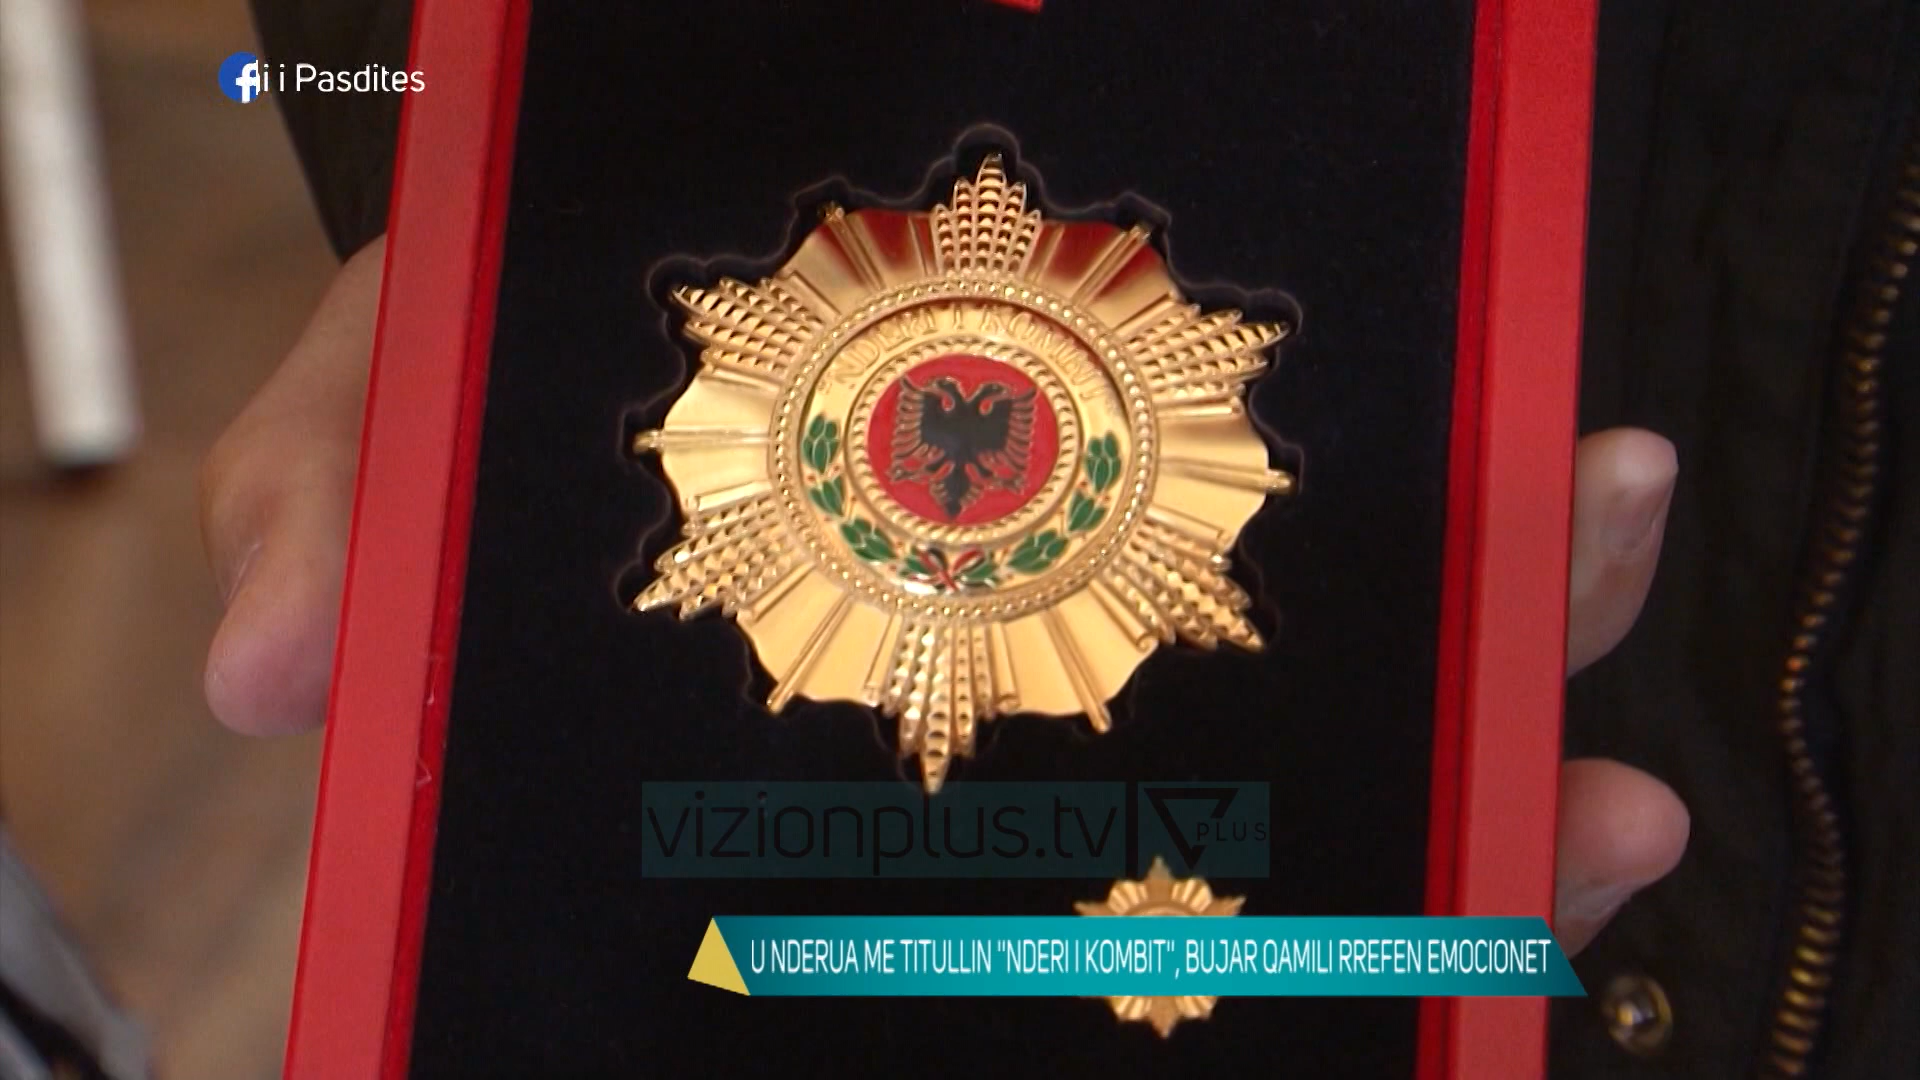 i i Pasdites
NDERI I KOMBIT
vizionplus.tv PLUS
U NDERUA ME TITULLIN "NDERI I KOMBIT", BUJAR QAMILI RREFEN EMOCIONET